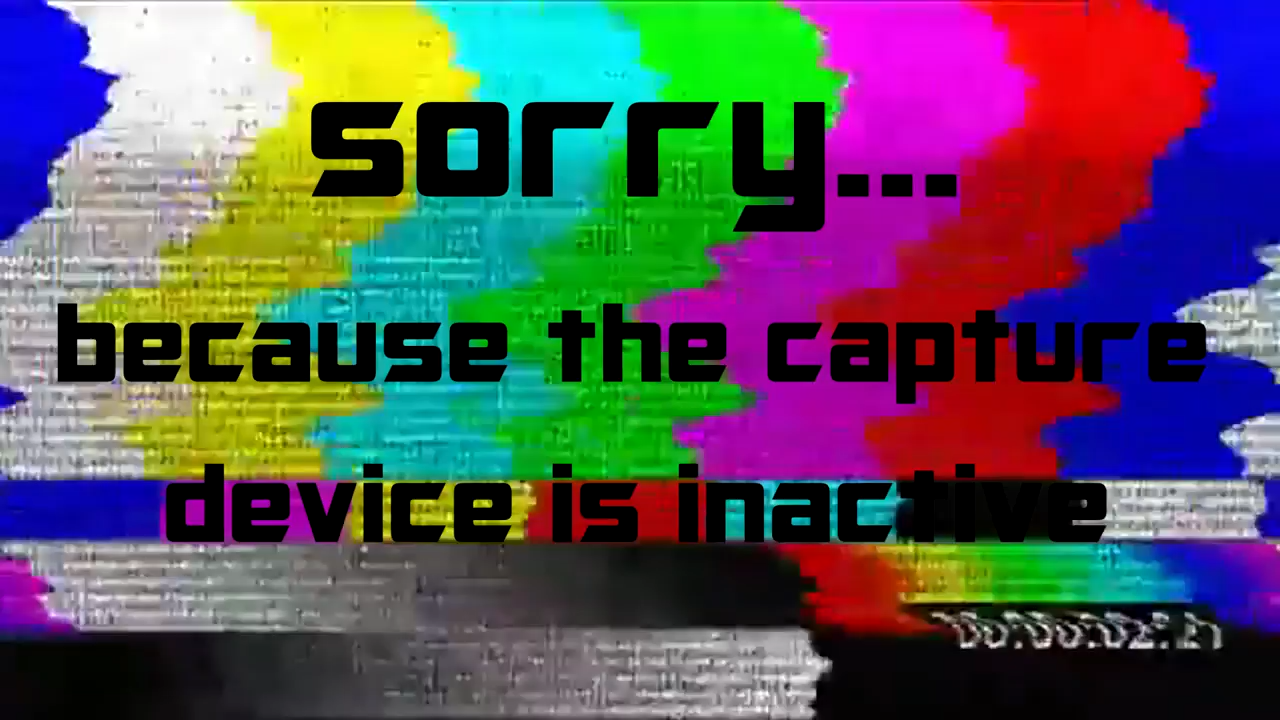 sorry...
because the capture
device is inactive